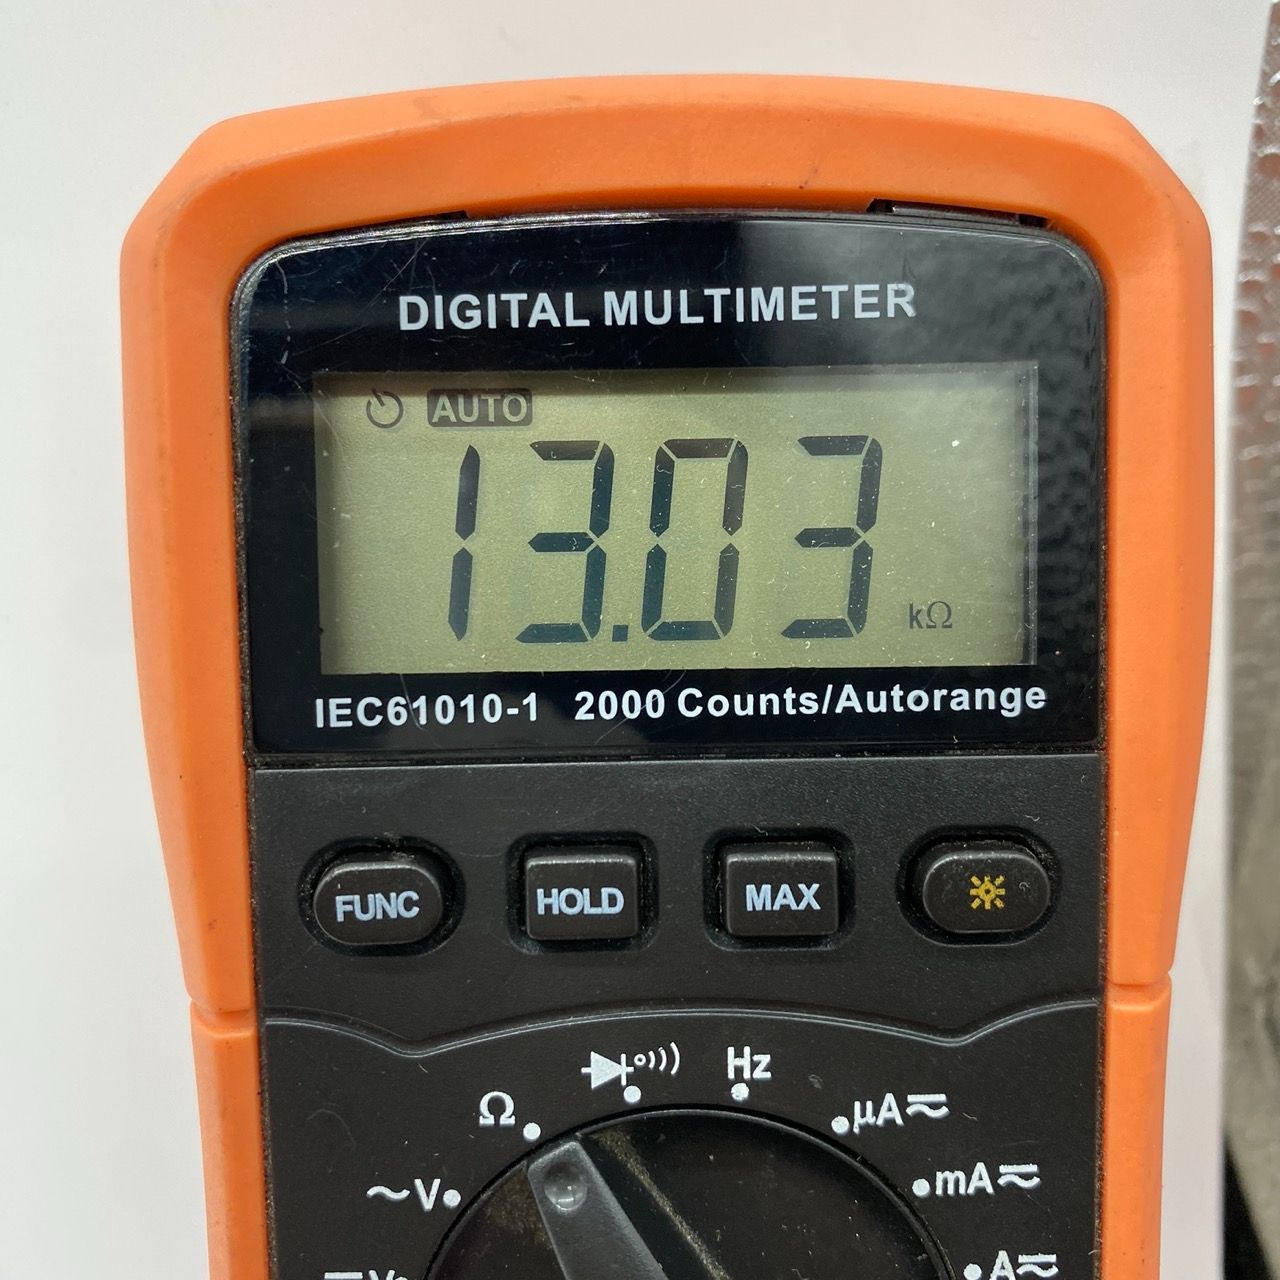 DIGITAL MULTIMETER
AUTO
13.03 kΩ
IEC61010-1 2000 Counts/Autorange
FUNC HOLD MAX
Hz
Ω
µA
~V
mA
A